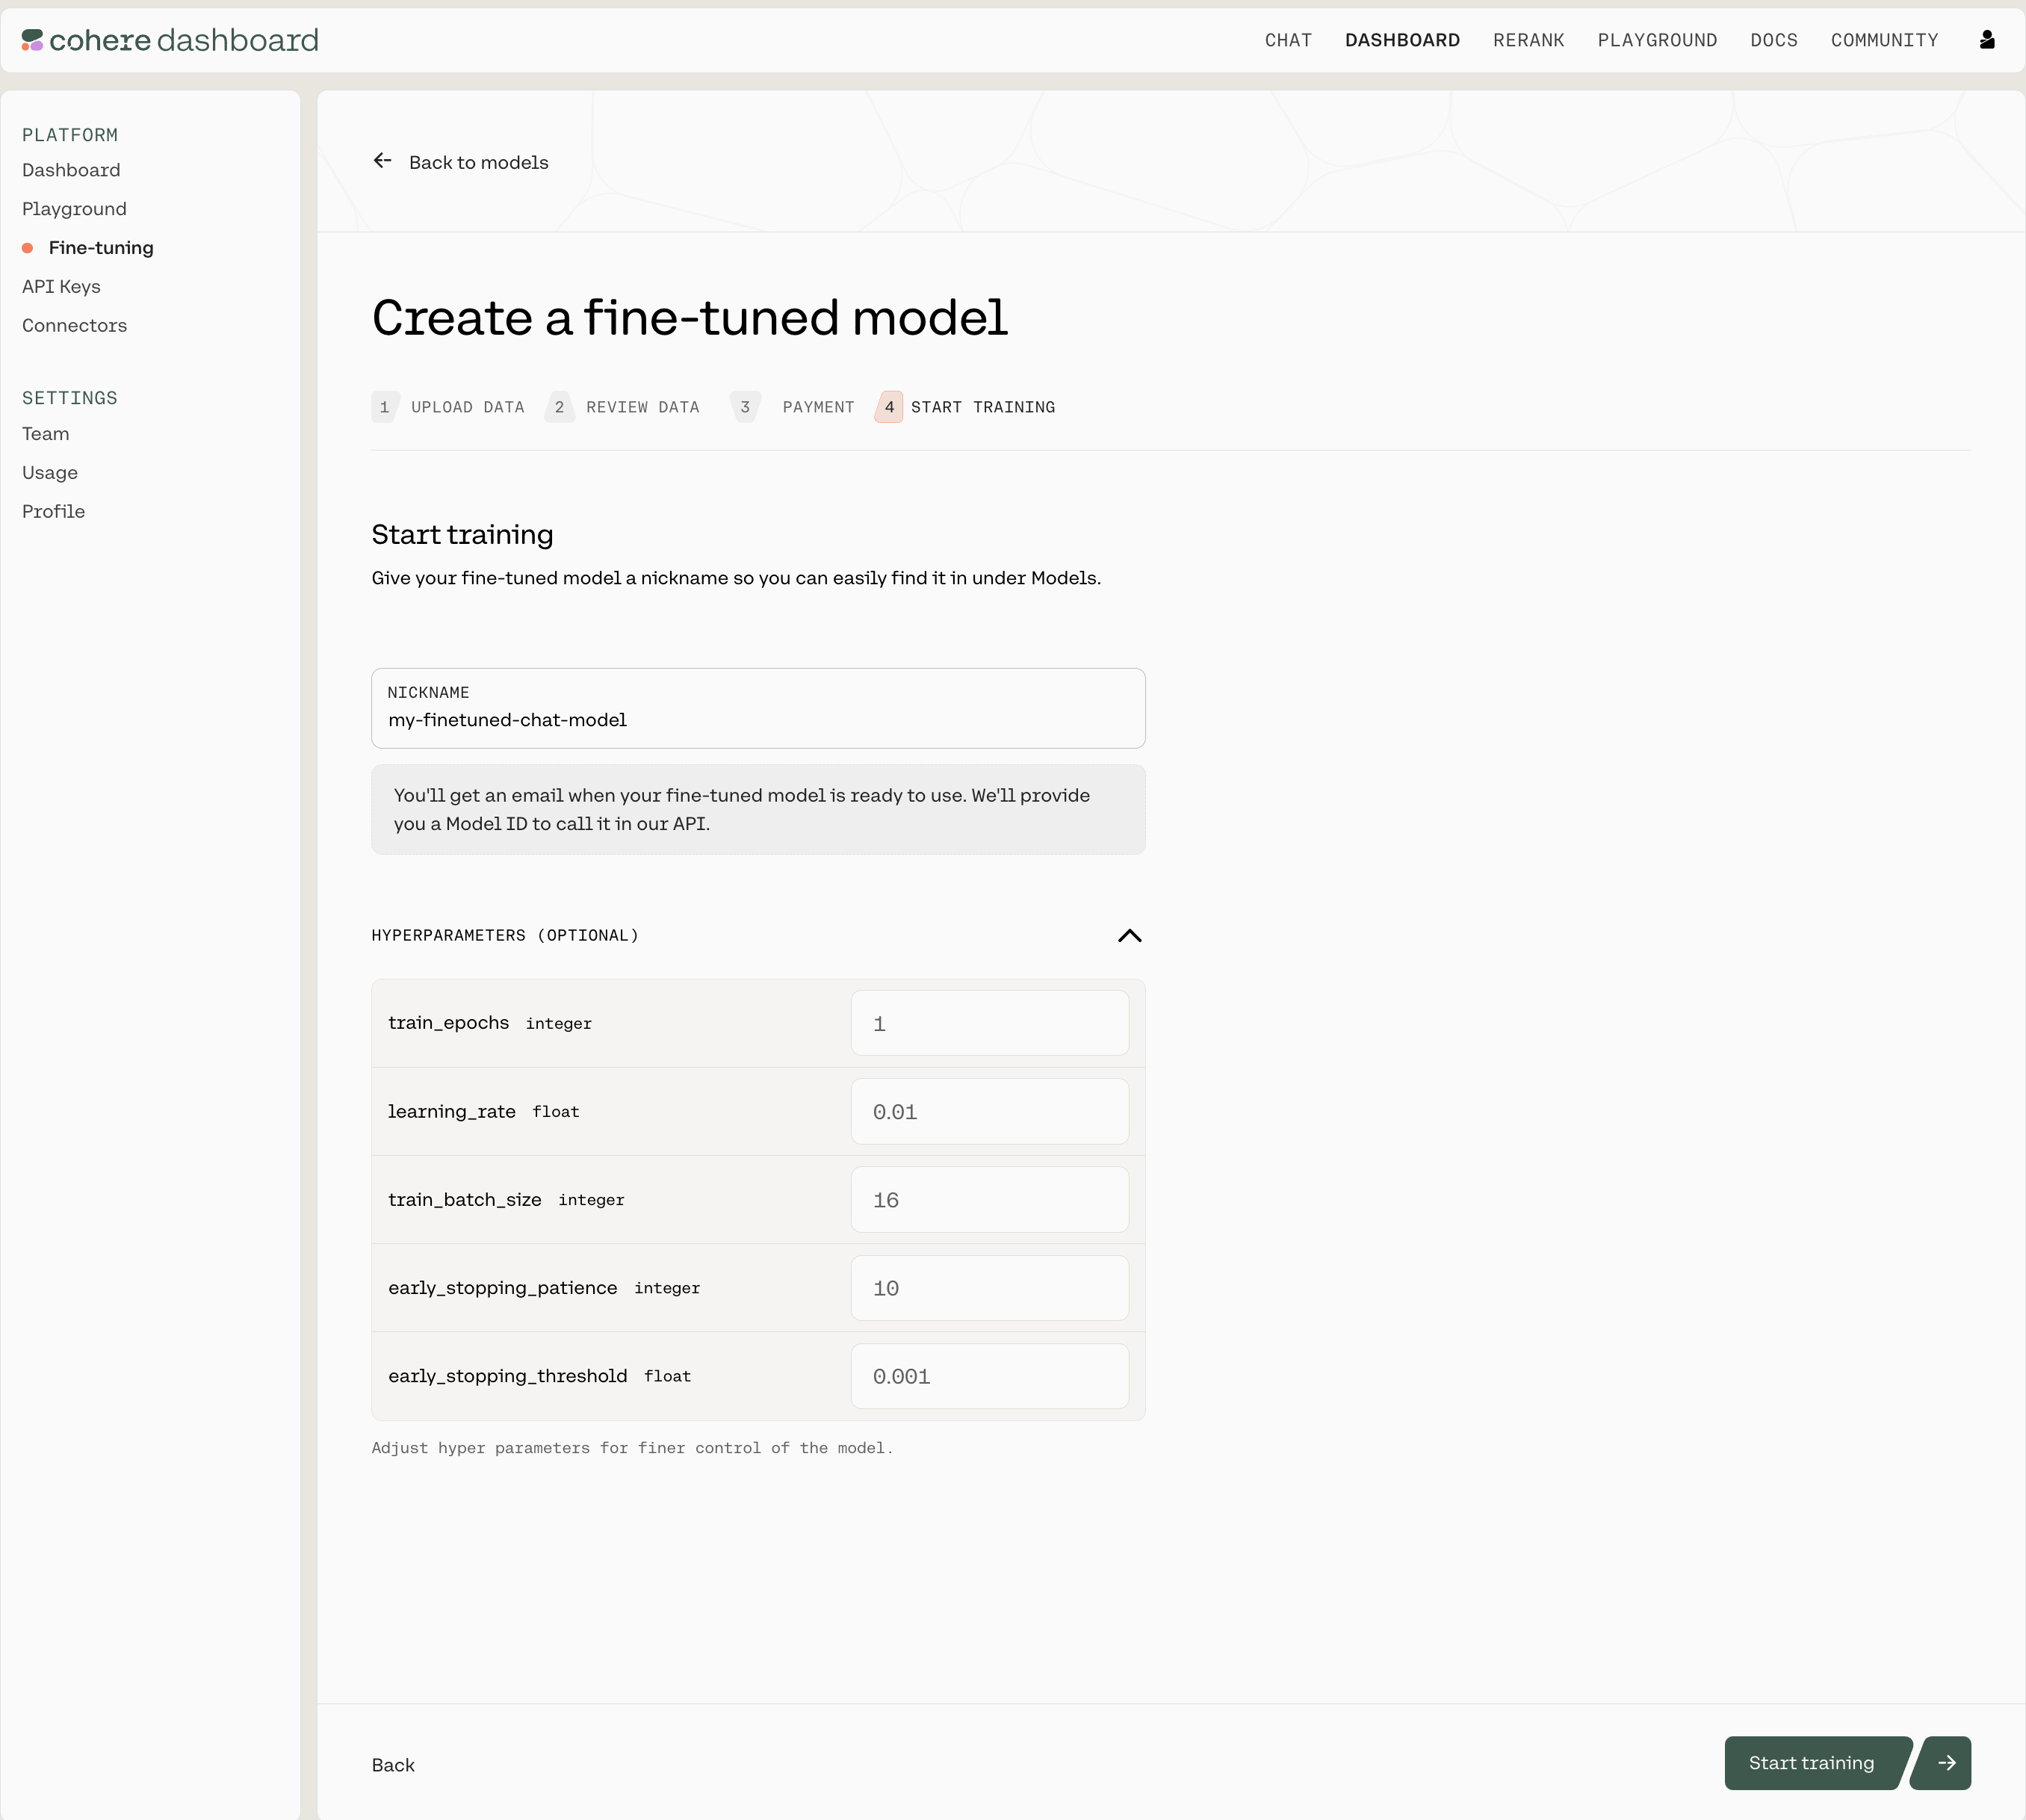 cohere dashboard
CHAT DASHBOARD RERANK PLAYGROUND DOCS COMMUNITY
PLATFORM
Dashboard
Playground
Fine-tuning
API Keys
Connectors
SETTINGS
Team
Usage
Profile
Back to models
Create a fine-tuned model
1 UPLOAD DATA 2 REVIEW DATA 3 PAYMENT 4 START TRAINING
Start training
Give your fine-tuned model a nickname so you can easily find it in under Models.
NICKNAME
my-finetuned-chat-model
You'll get an email when your fine-tuned model is ready to use. We'll provide
you a Model ID to call it in our API.
HYPERPARAMETERS (OPTIONAL)
train_epochs integer 1
learning_rate float 0.01
train_batch_size integer 16
early_stopping_patience integer 10
early_stopping_threshold float 0.001
Adjust hyper parameters for finer control of the model.
Back
Start training